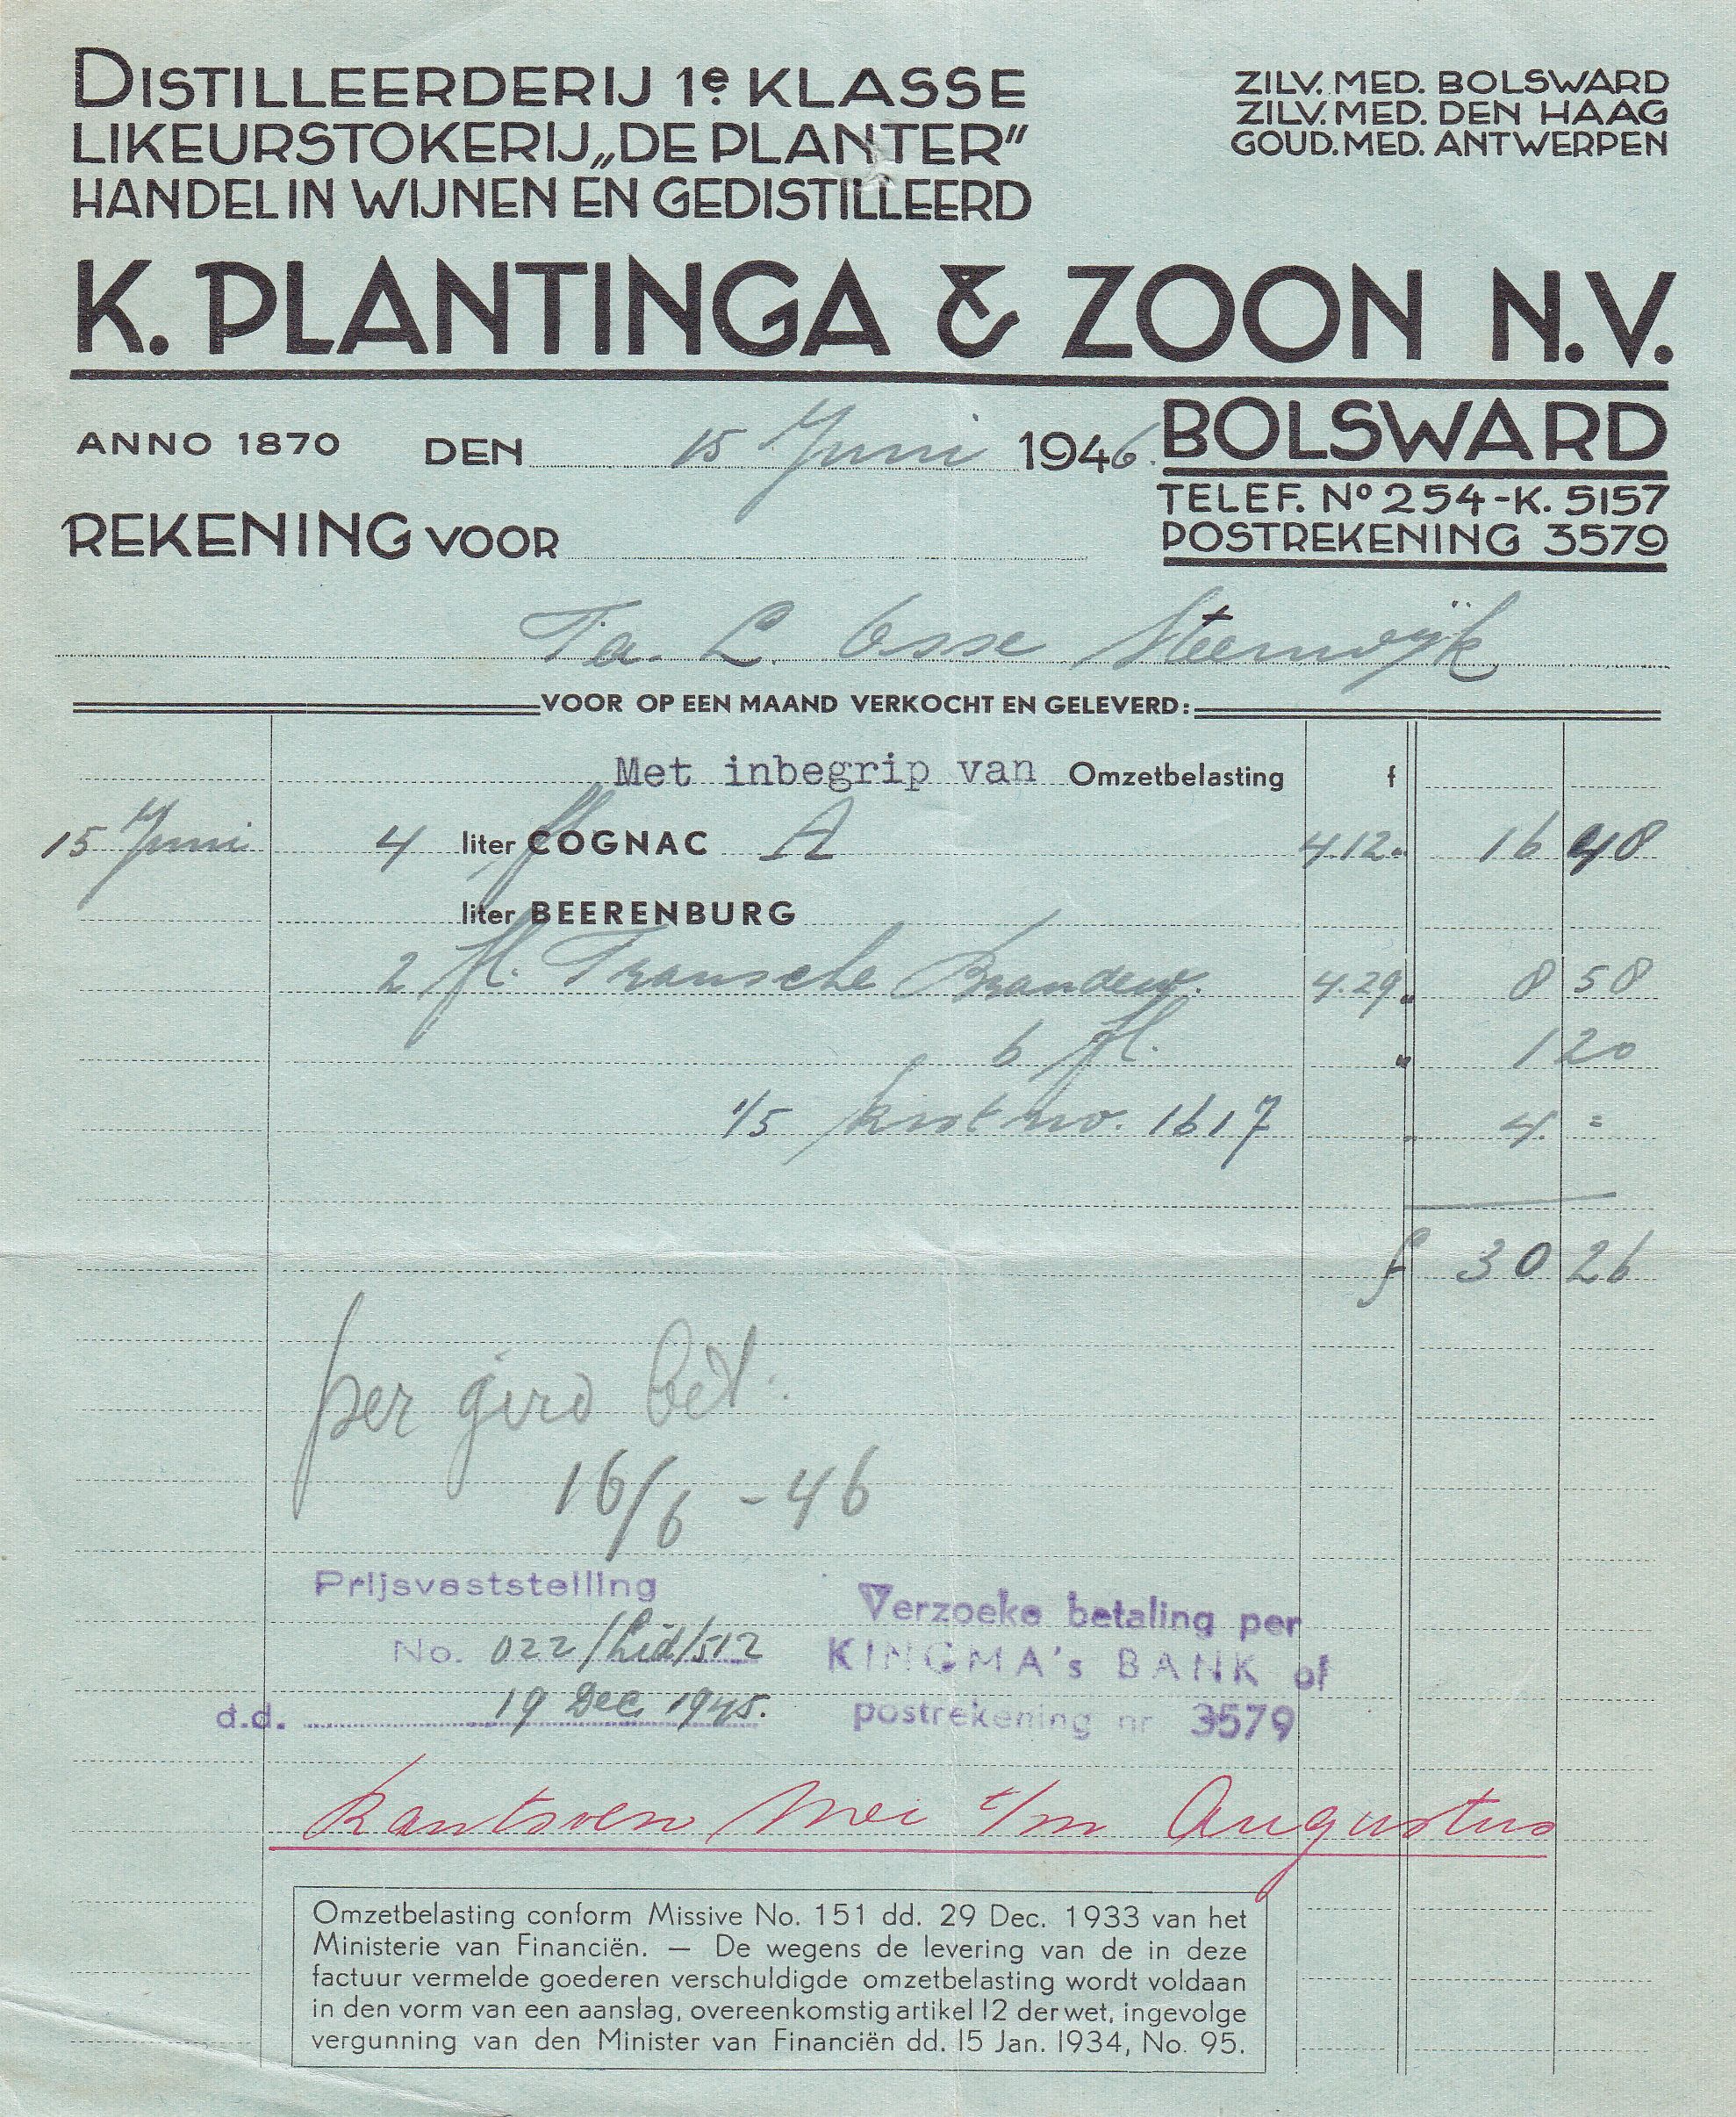 DISTILLEERDERIJ 1e KLASSE
LIKEURSTOKERIJ „DE PLANTER”
HANDEL IN WIJNEN EN GEDISTILLEERD
ZILV. MED. BOLSWARD
ZILV. MED. DEN HAAG
GOUD. MED. ANTWERPEN
K. PLANTINGA & ZOON N.V.
ANNO 1870 DEN 15 Juni 1946.
BOLSWARD
TELEF. No 254-K. 5157
POSTREKENING 3579
REKENING VOOR
Fa. L. Esse Steenwijk
VOOR OP EEN MAAND VERKOCHT EN GELEVERD:
Met inbegrip van Omzetbelasting f
15 Juni 4 fl liter COGNAC A 4.12 16 48
liter BEERENBURG
2 fl. Fransche Brandew. 4.29 " 8 58
6 fl. " 1 20
1/5 kist no. 1617 4. =
f 30 26
per giro bet.
16/6 - 46
Prijsvaststelling
No. 022/Lid/512
d.d. 19 Dec. 1945.
Verzoeke betaling per
KINGMA's BANK of
postrekening nr 3579
Mei t/m Augustus
Omzetbelasting conform Missive No. 151 dd. 29 Dec. 1933 van het
Ministerie van Financiën. — De wegens de levering van de in deze
factuur vermelde goederen verschuldigde omzetbelasting wordt voldaan
in den vorm van een aanslag, overeenkomstig artikel 12 der wet, ingevolge
vergunning van den Minister van Financiën dd. 15 Jan. 1934, No. 95.